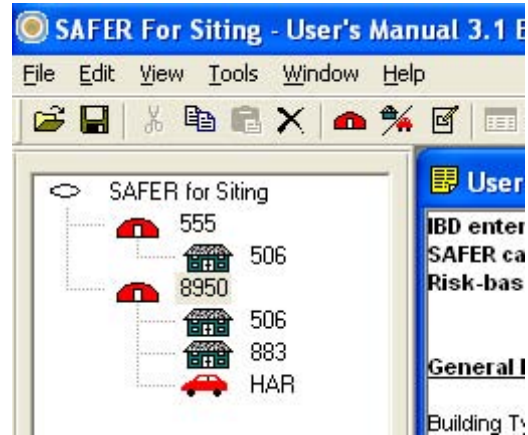 SAFER For Siting - User's Manual 3.1
File Edit View Tools Window Help
SAFER for Siting
555
506
8950
506
883
HAR
User
IBD enter
SAFER ca
Risk-bas
General
Building Ty